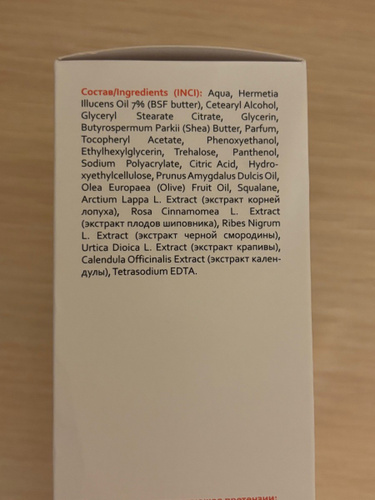 Состав/Ingredients (INCI): Aqua, Hermetia
Illucens Oil 7% (BSF butter), Cetearyl Alcohol,
Glyceryl Stearate Citrate, Glycerin,
Butyrospermum Parkii (Shea) Butter, Parfum,
Tocopheryl Acetate, Phenoxyethanol,
Ethylhexylglycerin, Trehalose, Panthenol,
Sodium Polyacrylate, Citric Acid, Hydro-
xyethylcellulose, Prunus Amygdalus Dulcis Oil,
Olea Europaea (Olive) Fruit Oil, Squalane,
Arctium Lappa L. Extract (экстракт корней
лопуха), Rosa Cinnamomea L. Extract
(экстракт плодов шиповника), Ribes Nigrum
L. Extract (экстракт черной смородины),
Urtica Dioica L. Extract (экстракт крапивы),
Calendula Officinalis Extract (экстракт кален-
дулы), Tetrasodium EDTA.
претензии: